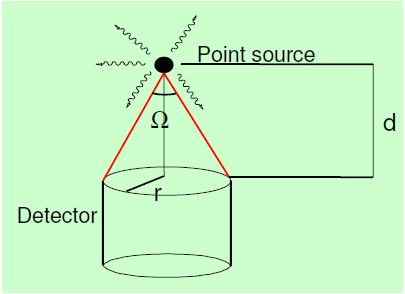 Point source
d
Ω
r
Detector